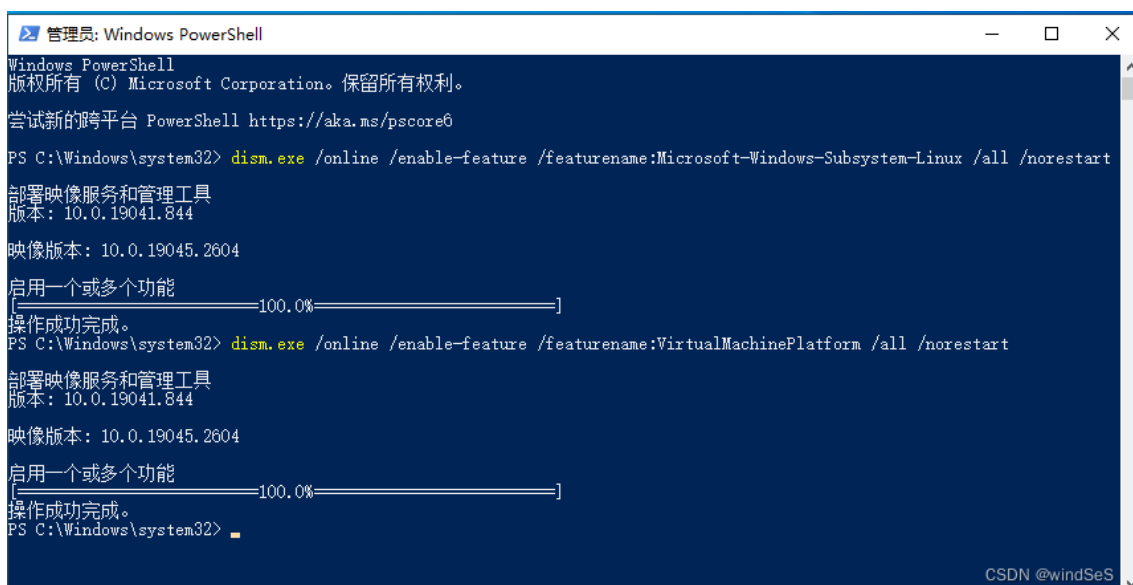 管理员: Windows PowerShell
Windows PowerShell
版权所有 (C) Microsoft Corporation。保留所有权利。
尝试新的跨平台 PowerShell https://aka.ms/pscore6
PS C:\Windows\system32> dism.exe /online /enable-feature /featurename:Microsoft-Windows-Subsystem-Linux /all /norestart
部署映像服务和管理工具
版本: 10.0.19041.844
映像版本: 10.0.19045.2604
启用一个或多个功能
[==========================100.0%==========================]
操作成功完成。
PS C:\Windows\system32> dism.exe /online /enable-feature /featurename:VirtualMachinePlatform /all /norestart
部署映像服务和管理工具
版本: 10.0.19041.844
映像版本: 10.0.19045.2604
启用一个或多个功能
[==========================100.0%==========================]
操作成功完成。
PS C:\Windows\system32>
CSDN @windSeS